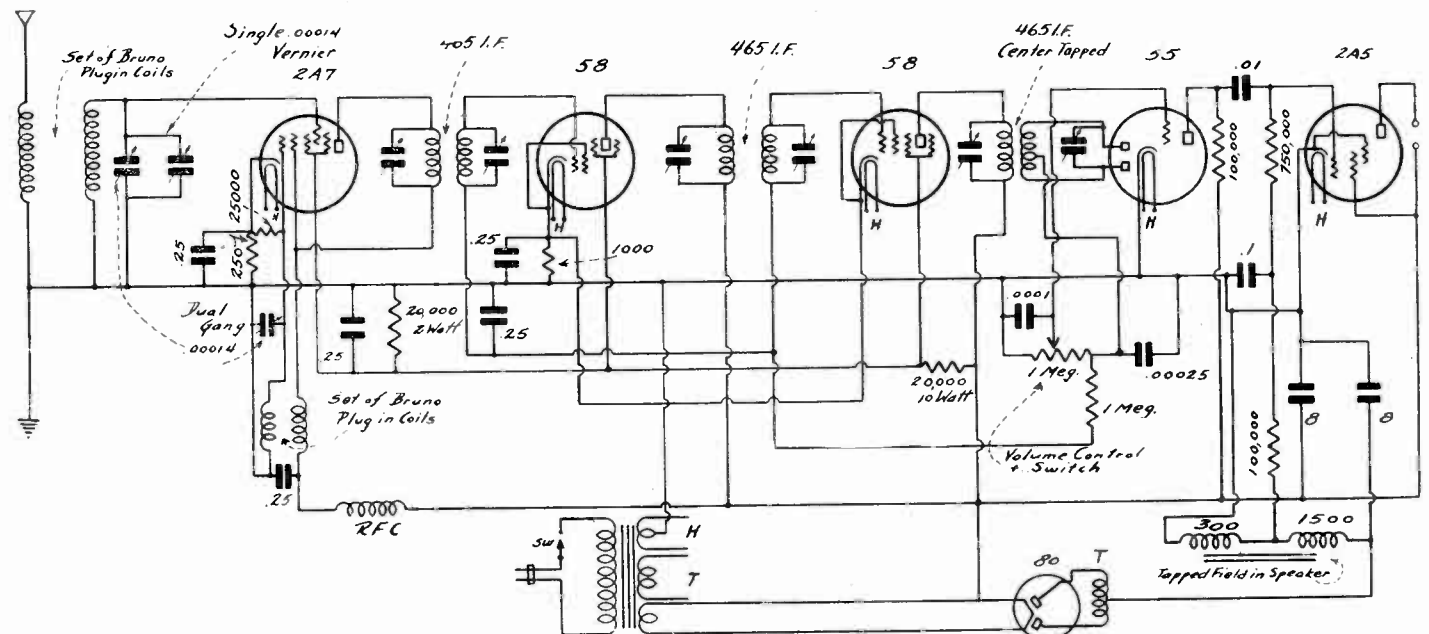 Single .00014
Vernier
2A7
Set of Bruno
Plugin Coils
405 I.F.
58
465 I.F.
58
465 I.F.
Center Tapped
55
.01
2A5
100,000
750,000
25000
250
.25
H
.25
1000
H
H
H
.1
Dual
Gang
.00014
.25
20,000
2 Watt
.25
.0001
1 Meg.
.00025
20,000
10 Watt
1 Meg.
8
8
Set of Bruno
Plug in Coils
*
.25
Volume Control
+ Switch
100,000
RFC
SW
H
T
80
T
300
1500
Tapped Field in Speaker